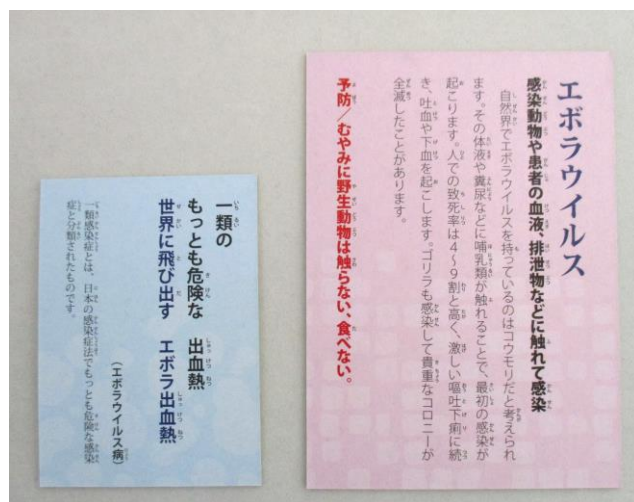 エボラウイルス
感染動物や患者の血液、排泄物などに触れて感染
自然界でエボラウイルスを持っているのはコウモリだと考えられ
ます。その体液や糞尿などに哺乳類が触れることで、最初の感染が
起こります。人での致死率は4〜9割と高く、激しい嘔吐下痢に続
き、吐血や下血を起こします。ゴリラも感染して貴重なコロニーが
全滅したことがあります。
予防／むやみに野生動物は触らない、食べない。
一類の
もっとも危険な 出血熱
世界に飛び出す エボラ出血熱
(エボラウイルス病)
一類感染症とは、日本の感染症法でもっとも危険な感染
症と分類されたものです。